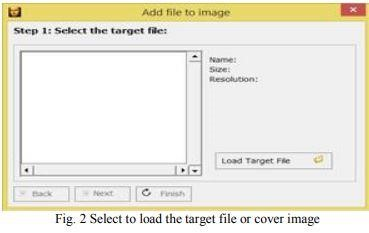 Add file to image
Step 1: Select the target file:
Name:
Size:
Resolution:
Load Target File
Back Next Finish
Fig. 2 Select to load the target file or cover image